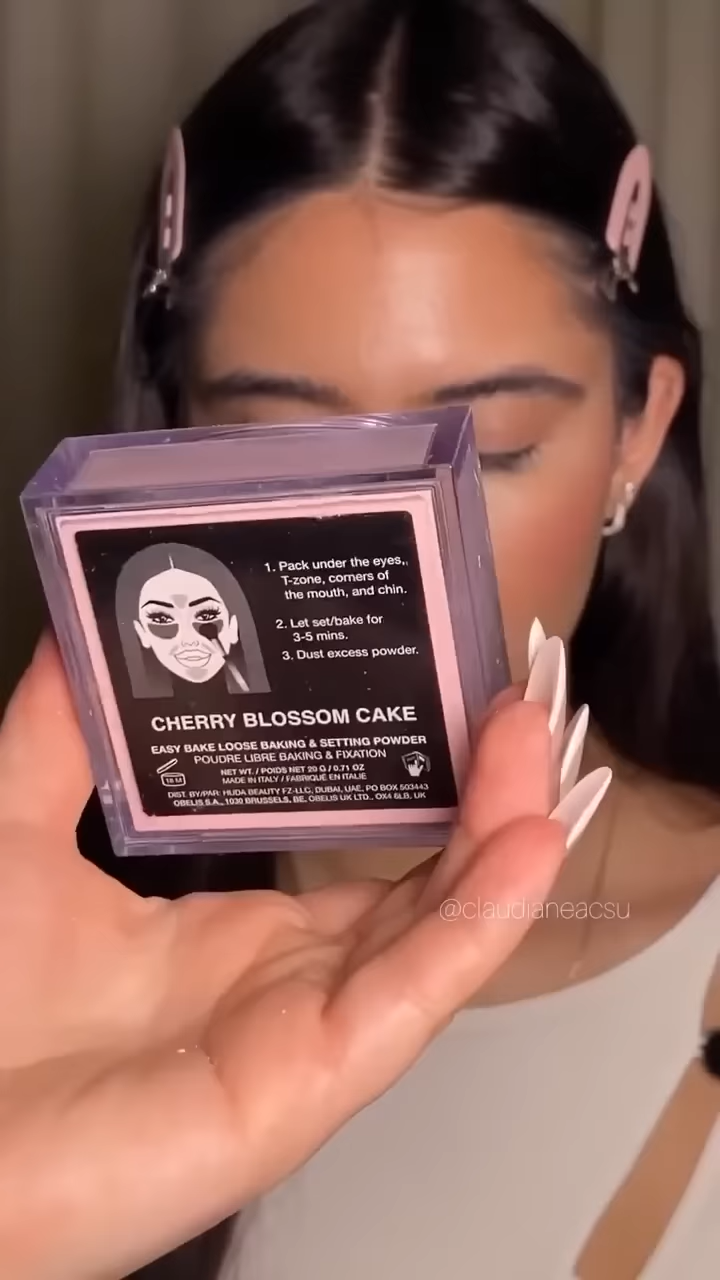 1. Pack under the eyes,
T-zone, corners of
the mouth, and chin.
2. Let set/bake for
3-5 mins.
3. Dust excess powder.
CHERRY BLOSSOM CAKE
EASY BAKE LOOSE BAKING & SETTING POWDER
POUDRE LIBRE BAKING & FIXATION
NET WT. / POIDS NET 20 G / 0.71 OZ
MADE IN ITALY / FABRIQUÉ EN ITALIE
DIST. BY/PAR: HUDA BEAUTY FZ-LLC, DUBAI, UAE, PO BOX 503443
OBELIS S.A., 1030 BRUSSELS, BE. OBELIS UK LTD., OX4 6LB, UK
@claudianeacsu